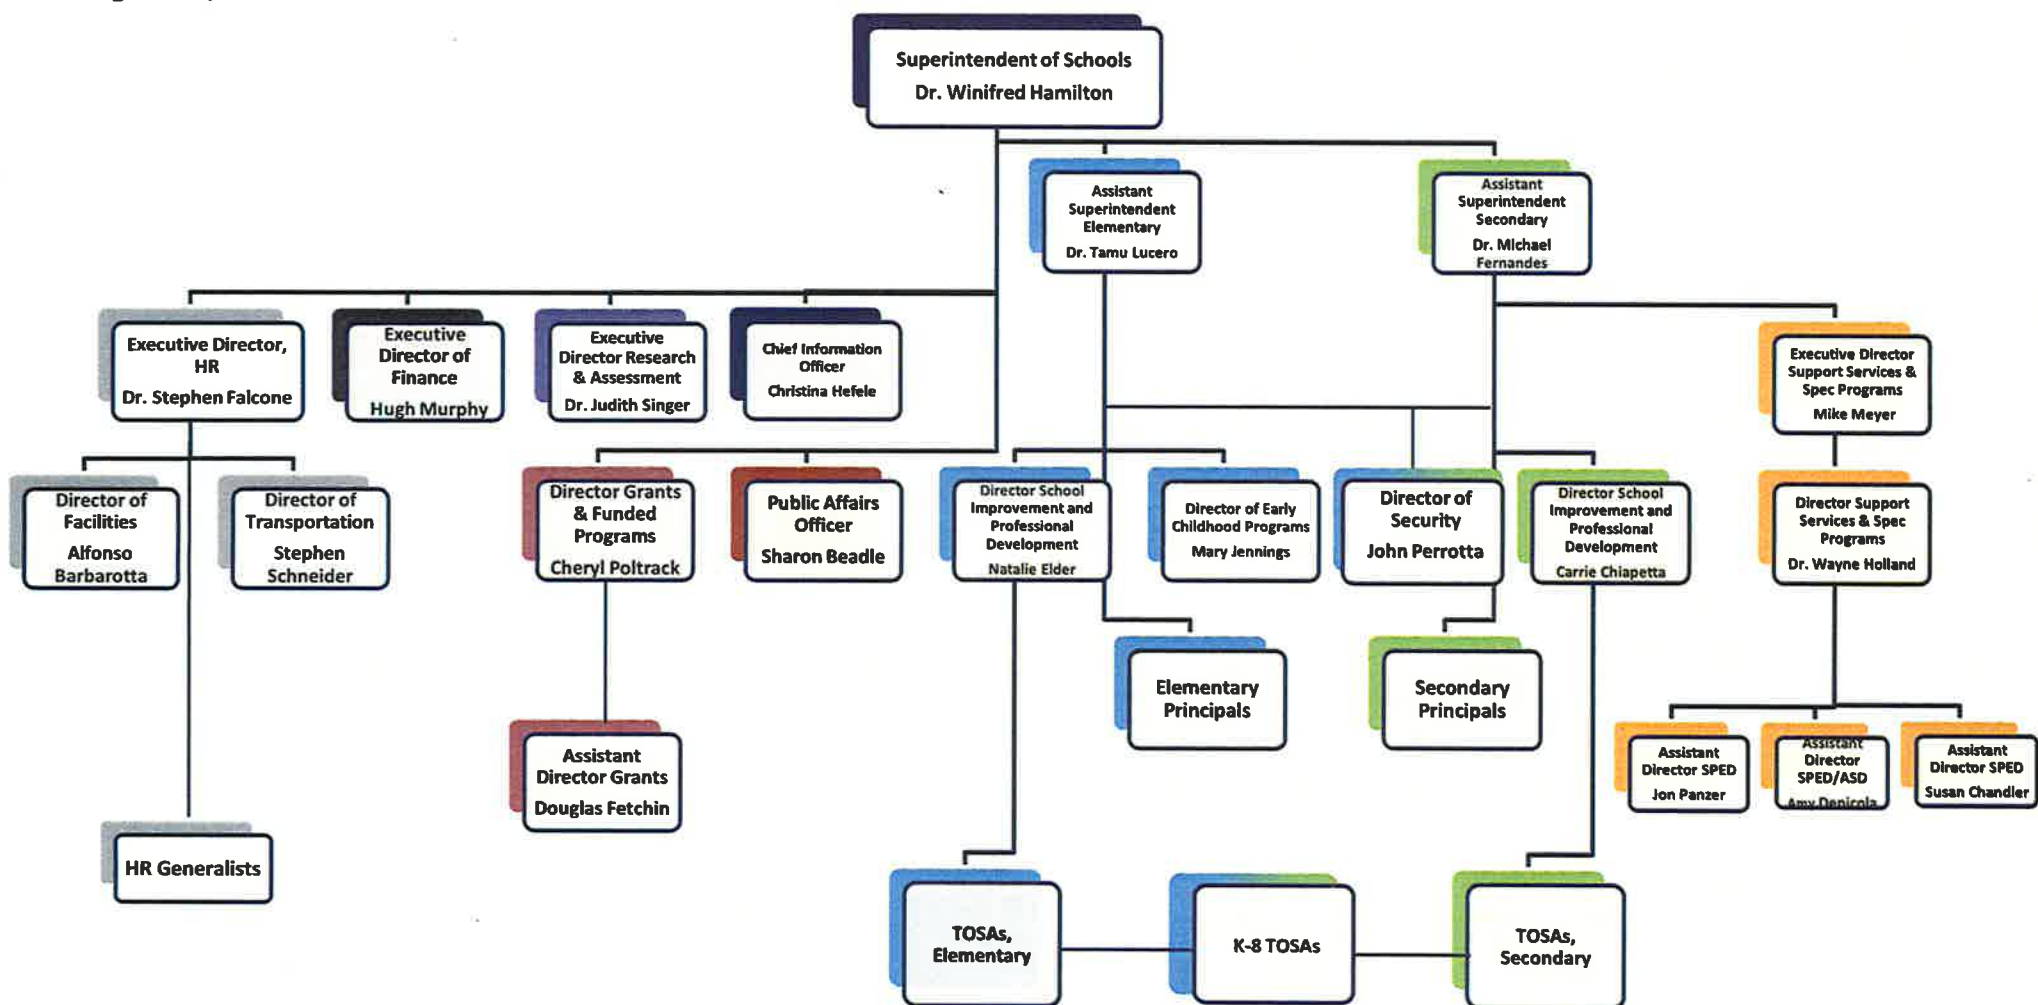 Superintendent of Schools
Dr. Winifred Hamilton
Assistant
Superintendent
Elementary
Dr. Tamu Lucero
Assistant
Superintendent
Secondary
Dr. Michael
Fernandes
Executive Director,
HR
Dr. Stephen Falcone
Executive
Director of
Finance
Hugh Murphy
Executive
Director Research
& Assessment
Dr. Judith Singer
Chief Information
Officer
Christina Hefele
Executive Director
Support Services &
Spec Programs
Mike Meyer
Director of
Facilities
Alfonso
Barbarotta
Director of
Transportation
Stephen
Schneider
Director Grants
& Funded
Programs
Cheryl Poltrack
Public Affairs
Officer
Sharon Beadle
Director School
Improvement and
Professional
Development
Natalie Elder
Director of Early
Childhood Programs
Mary Jennings
Director of
Security
John Perrotta
Director School
Improvement and
Professional
Development
Carrie Chiapetta
Director Support
Services & Spec
Programs
Dr. Wayne Holland
Elementary
Principals
Secondary
Principals
Assistant
Director Grants
Douglas Fetchin
Assistant
Director SPED
Jon Panzer
Assistant
Director
SPED/ASD
Amy Denicola
Assistant
Director SPED
Susan Chandler
HR Generalists
TOSAs,
Elementary
K-8 TOSAs
TOSAs,
Secondary